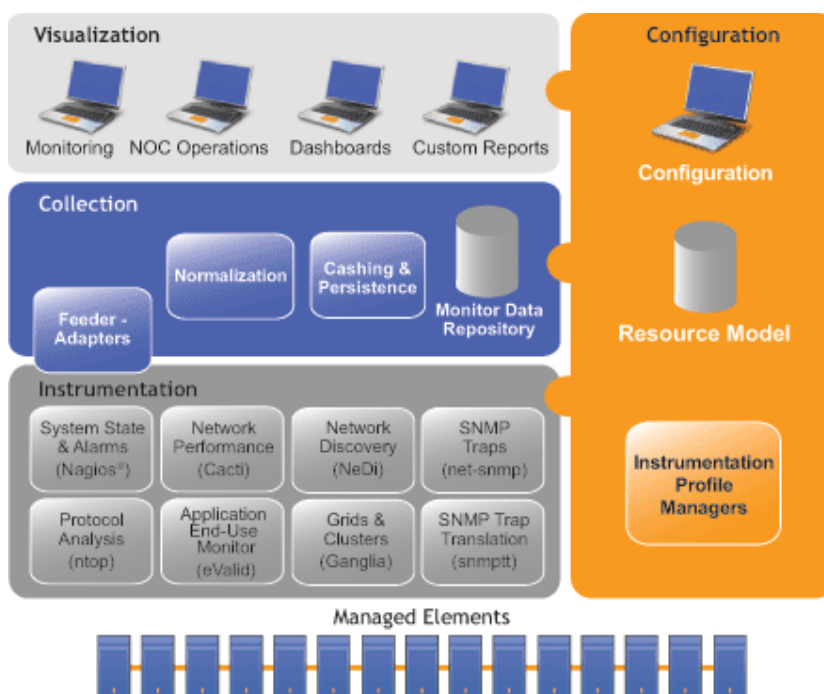 Visualization
Monitoring
NOC Operations
Dashboards
Custom Reports
Configuration
Configuration
Resource Model
Instrumentation
Profile
Managers
Collection
Feeder -
Adapters
Normalization
Cashing &
Persistence
Monitor Data
Repository
Instrumentation
System State
& Alarms
(Nagios®)
Network
Performance
(Cacti)
Network
Discovery
(NeDi)
SNMP
Traps
(net-snmp)
Protocol
Analysis
(ntop)
Application
End-Use
Monitor
(eValid)
Grids &
Clusters
(Ganglia)
SNMP Trap
Translation
(snmptt)
Managed Elements